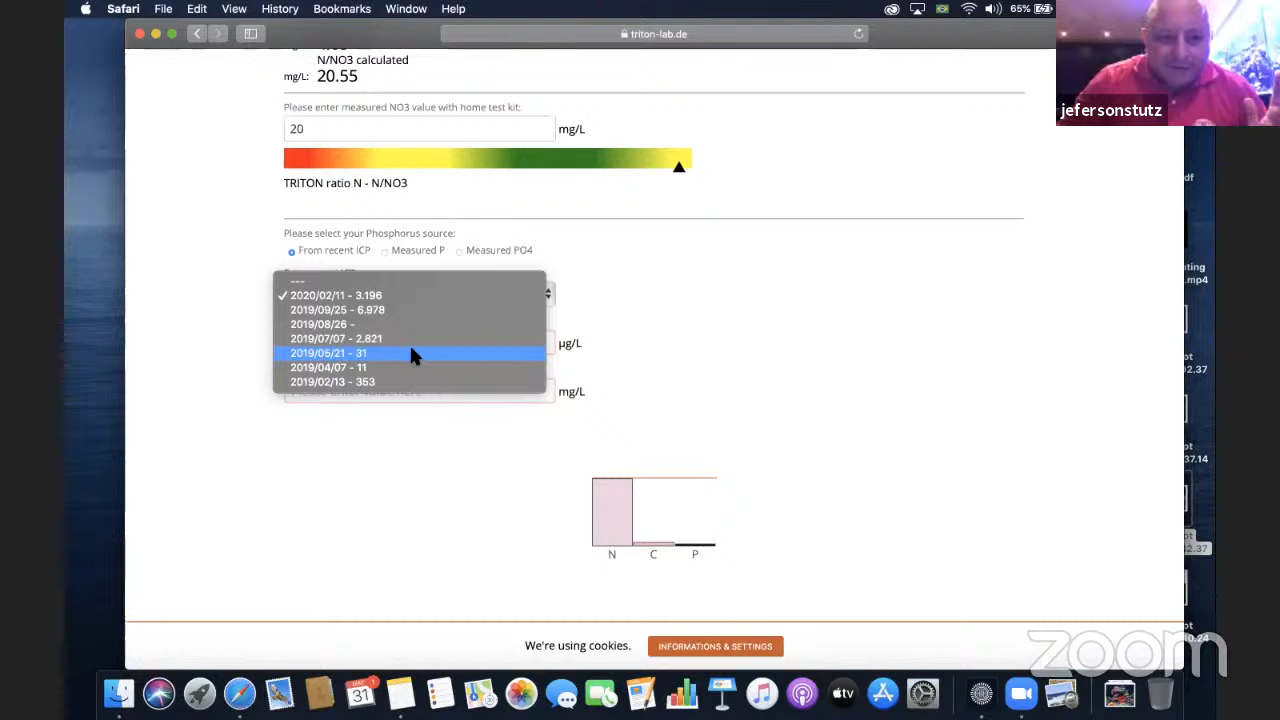 Safari File Edit View History Bookmarks Window Help 65%
triton-lab.de
N/NO3 calculated
mg/L: 20.55
jefersonstutz
Please enter measured NO3 value with home test kit:
20 mg/L
TRITON ratio N - N/NO3
Please select your Phosphorus source:
From recent ICP Measured P Measured PO4
---
✓ 2020/02/11 - 3.196
2019/09/25 - 6.978
2019/08/26 -
2019/07/07 - 2.821
2019/05/21 - 31
2019/04/07 - 11
2019/02/13 - 353
µg/L
mg/L
N C P
We're using cookies. INFORMATIONS & SETTINGS
zoom
MAY 31
1
tv